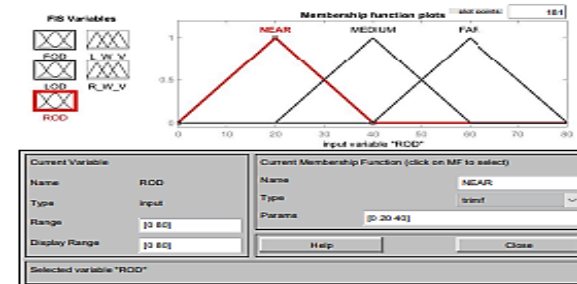 FIS Variables
Membership function plots
plot points:
181
NEAR
MEDIUM
FAR
FOD
L_W_V
LOD
R_W_V
ROD
1
0.5
0
0 10 20 30 40 50 60 70 80
input variable "ROD"
Current Variable
Current Membership Function (click on MF to select)
Name
ROD
Name
NEAR
Type
input
Type
trimf
Range
[0 80]
Params
[0 20 40]
Display Range
[0 80]
Help
Close
Selected variable "ROD"